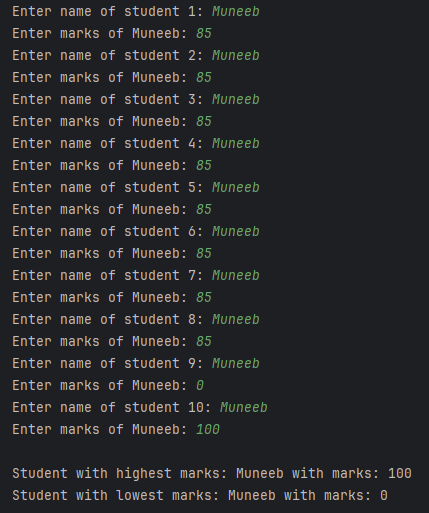 Enter name of student 1: Muneeb
Enter marks of Muneeb: 85
Enter name of student 2: Muneeb
Enter marks of Muneeb: 85
Enter name of student 3: Muneeb
Enter marks of Muneeb: 85
Enter name of student 4: Muneeb
Enter marks of Muneeb: 85
Enter name of student 5: Muneeb
Enter marks of Muneeb: 85
Enter name of student 6: Muneeb
Enter marks of Muneeb: 85
Enter name of student 7: Muneeb
Enter marks of Muneeb: 85
Enter name of student 8: Muneeb
Enter marks of Muneeb: 85
Enter name of student 9: Muneeb
Enter marks of Muneeb: 0
Enter name of student 10: Muneeb
Enter marks of Muneeb: 100
Student with highest marks: Muneeb with marks: 100
Student with lowest marks: Muneeb with marks: 0